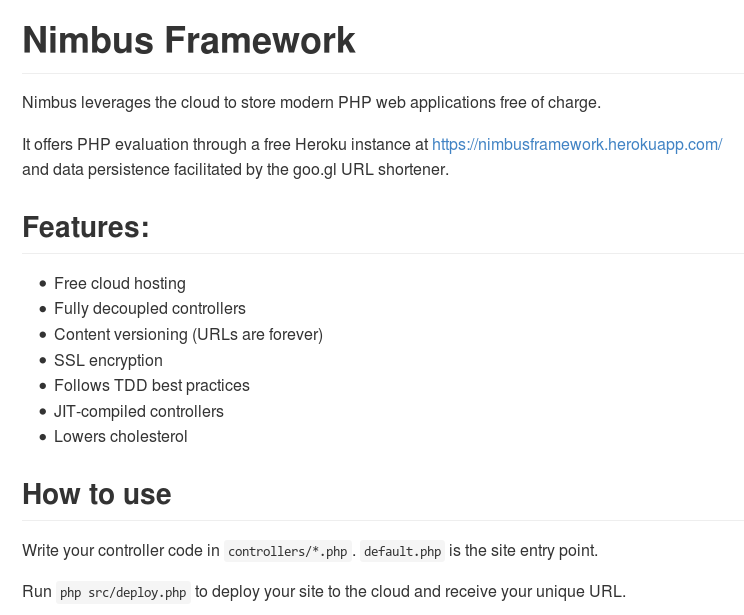 Nimbus Framework
Nimbus leverages the cloud to store modern PHP web applications free of charge.
It offers PHP evaluation through a free Heroku instance at https://nimbusframework.herokuapp.com/
and data persistence facilitated by the goo.gl URL shortener.
Features:
• Free cloud hosting
• Fully decoupled controllers
• Content versioning (URLs are forever)
• SSL encryption
• Follows TDD best practices
• JIT-compiled controllers
• Lowers cholesterol
How to use
Write your controller code in controllers/*.php. default.php is the site entry point.
Run php src/deploy.php to deploy your site to the cloud and receive your unique URL.